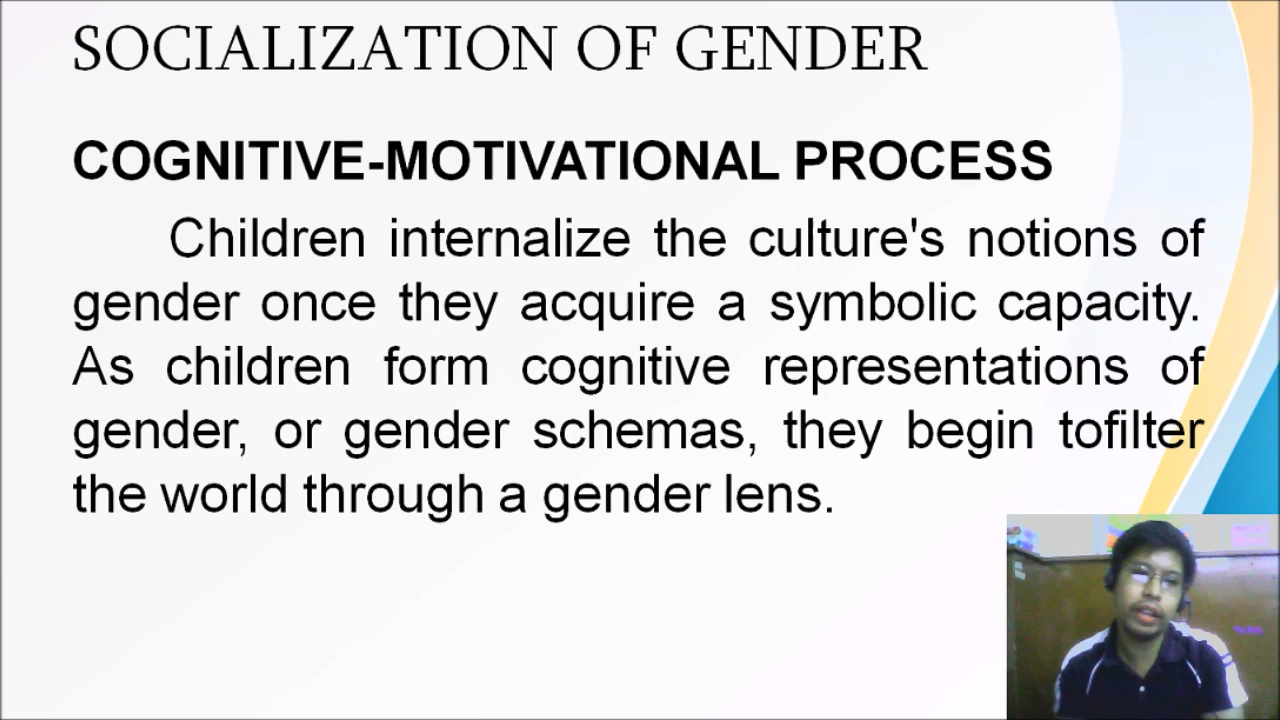 SOCIALIZATION OF GENDER
COGNITIVE-MOTIVATIONAL PROCESS
Children internalize the culture's notions of
gender once they acquire a symbolic capacity.
As children form cognitive representations of
gender, or gender schemas, they begin tofilter
the world through a gender lens.